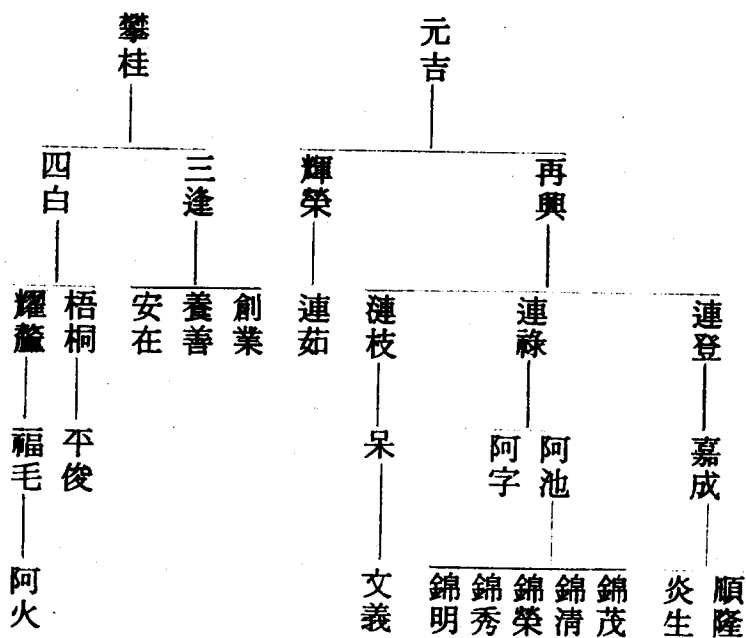 元吉
攀桂
再興
輝榮
三逢
四白
連登
連祿
漣枝
連茹
創業
養善
安在
梧桐
耀釐
嘉成
阿池
阿字
呆
平俊
福毛
順隆
炎生
錦茂
錦清
錦榮
錦秀
錦明
文義
阿火